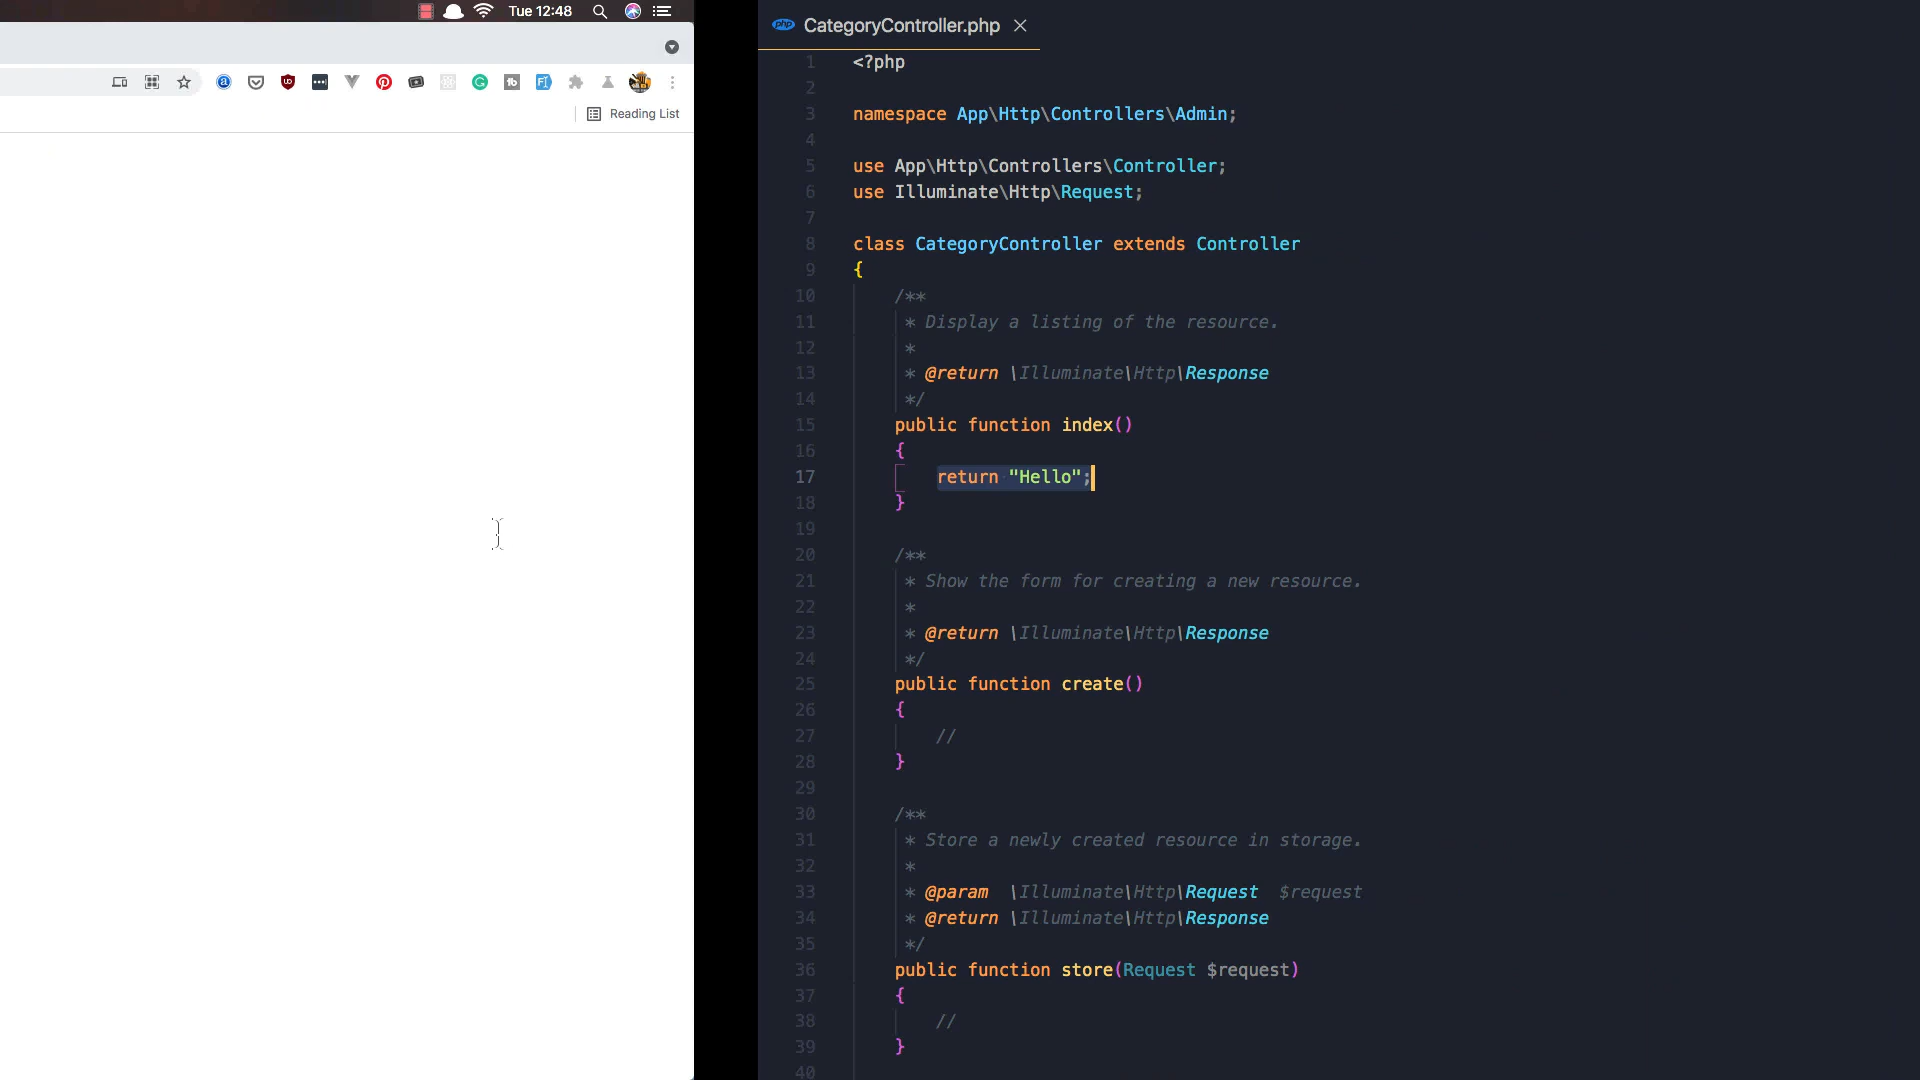 Tue 12:48
Reading List
CategoryController.php
1 <?php
2
3 namespace App\Http\Controllers\Admin;
4
5 use App\Http\Controllers\Controller;
6 use Illuminate\Http\Request;
7
8 class CategoryController extends Controller
9 {
10 /**
11 * Display a listing of the resource.
12 *
13 * @return \Illuminate\Http\Response
14 */
15 public function index()
16 {
17 return "Hello";
18 }
19
20 /**
21 * Show the form for creating a new resource.
22 *
23 * @return \Illuminate\Http\Response
24 */
25 public function create()
26 {
27 //
28 }
29
30 /**
31 * Store a newly created resource in storage.
32 *
33 * @param  \Illuminate\Http\Request  $request
34 * @return \Illuminate\Http\Response
35 */
36 public function store(Request $request)
37 {
38 //
39 }
40